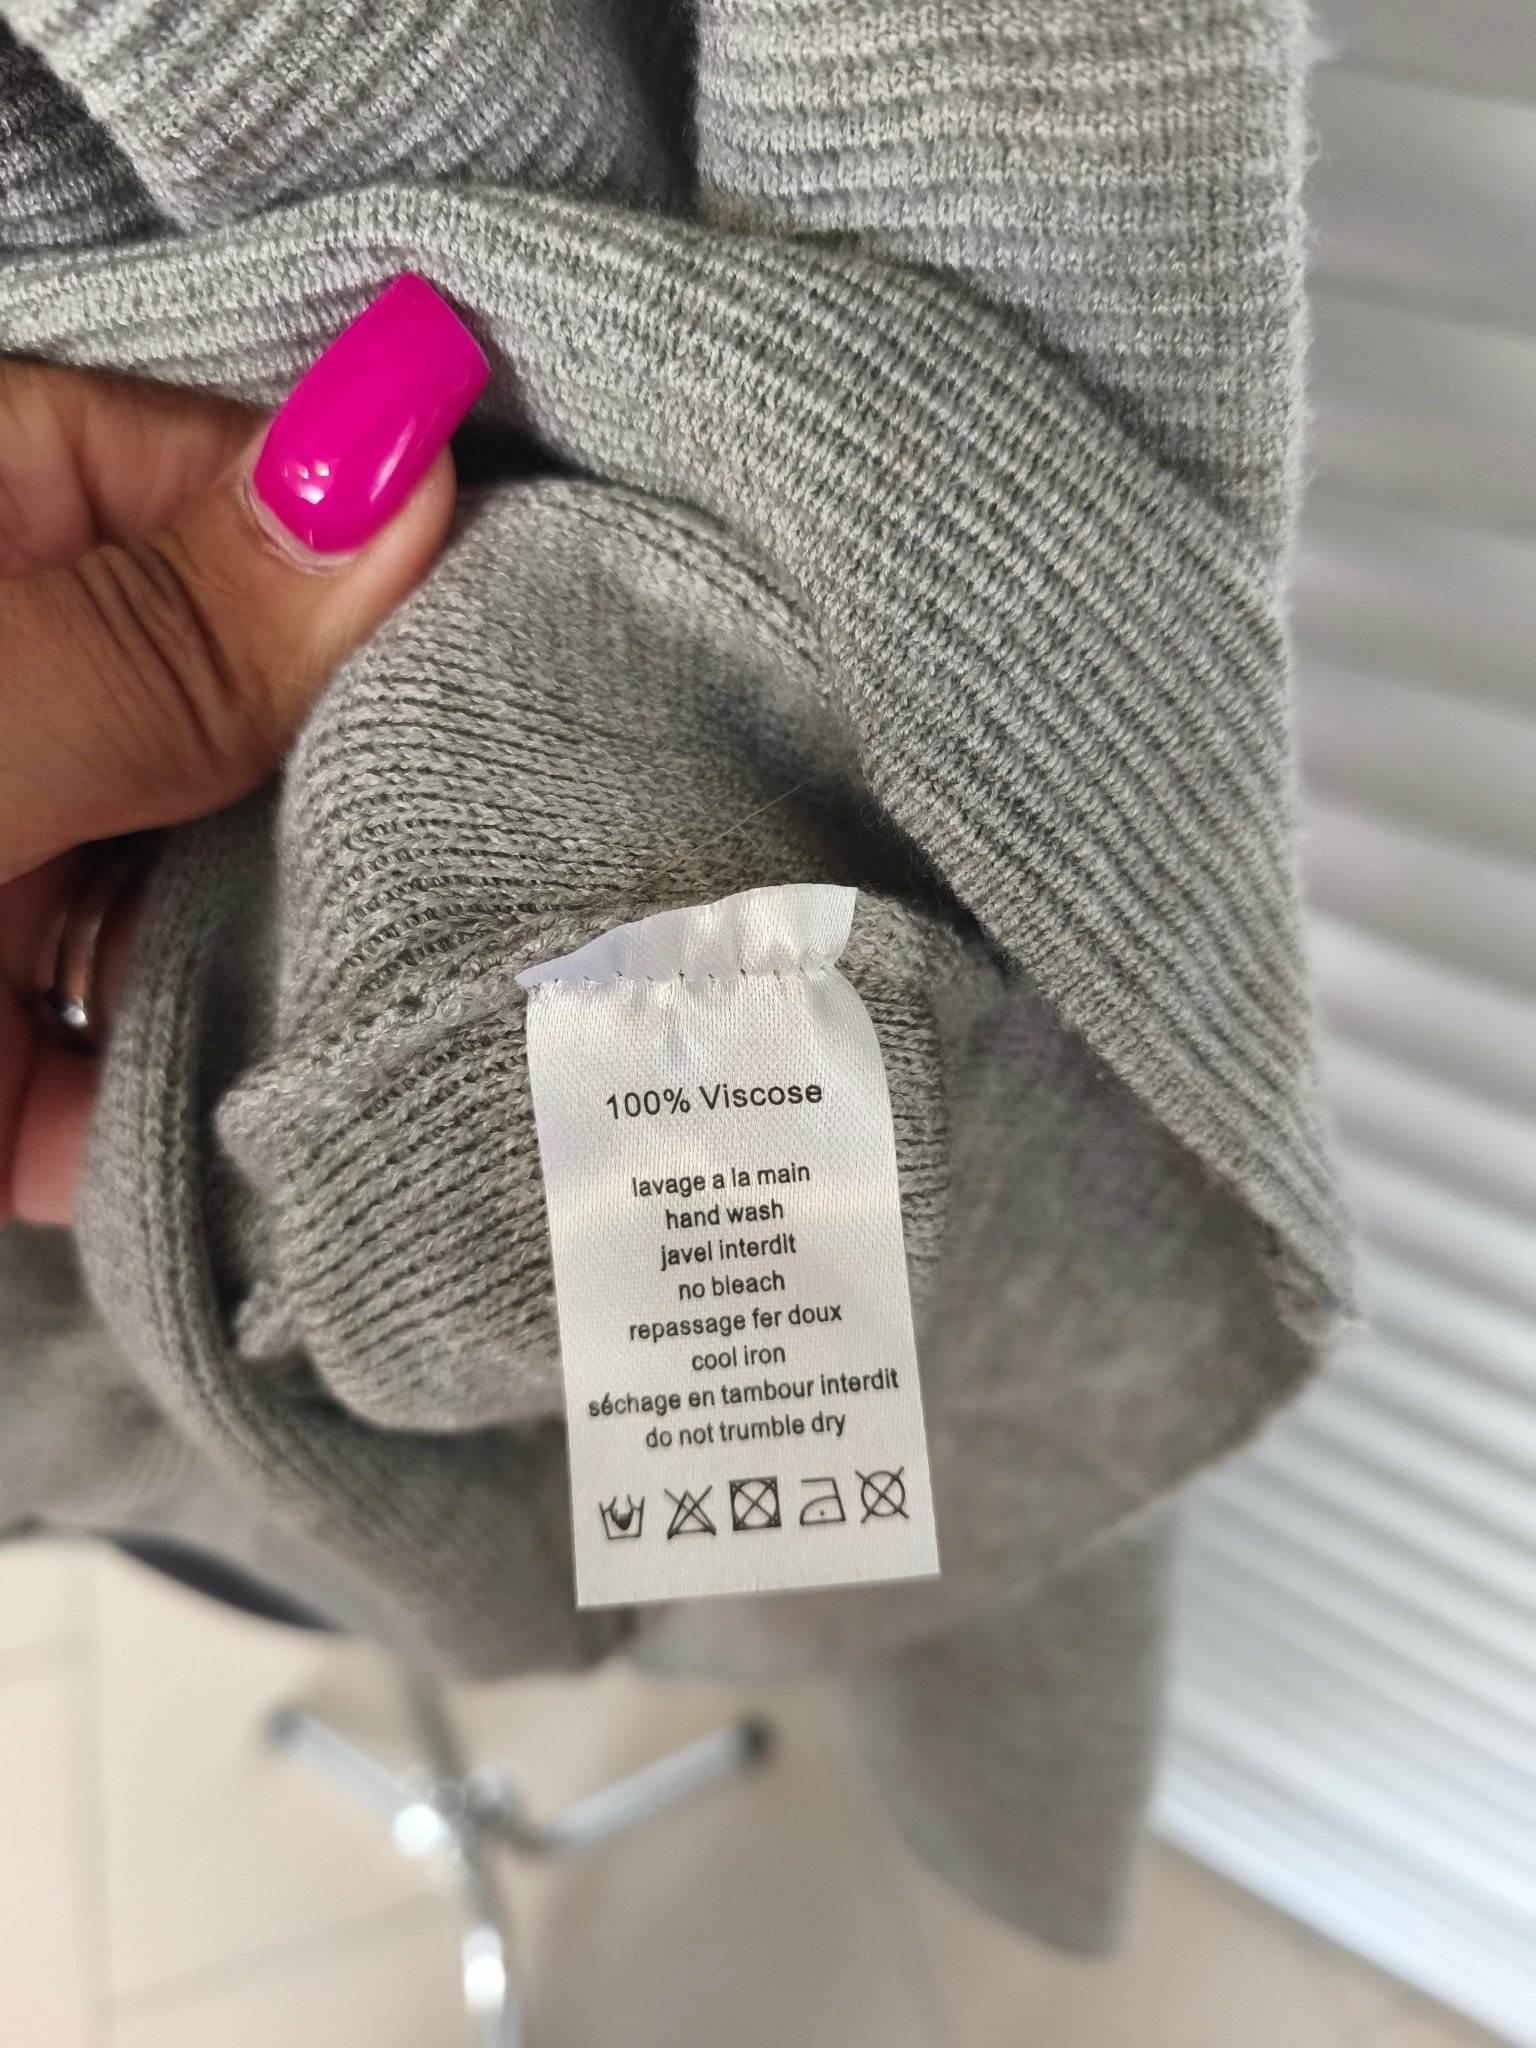 100% Viscose
lavage a la main
hand wash
javel interdit
no bleach
repassage fer doux
cool iron
séchage en tambour interdit
do not trumble dry